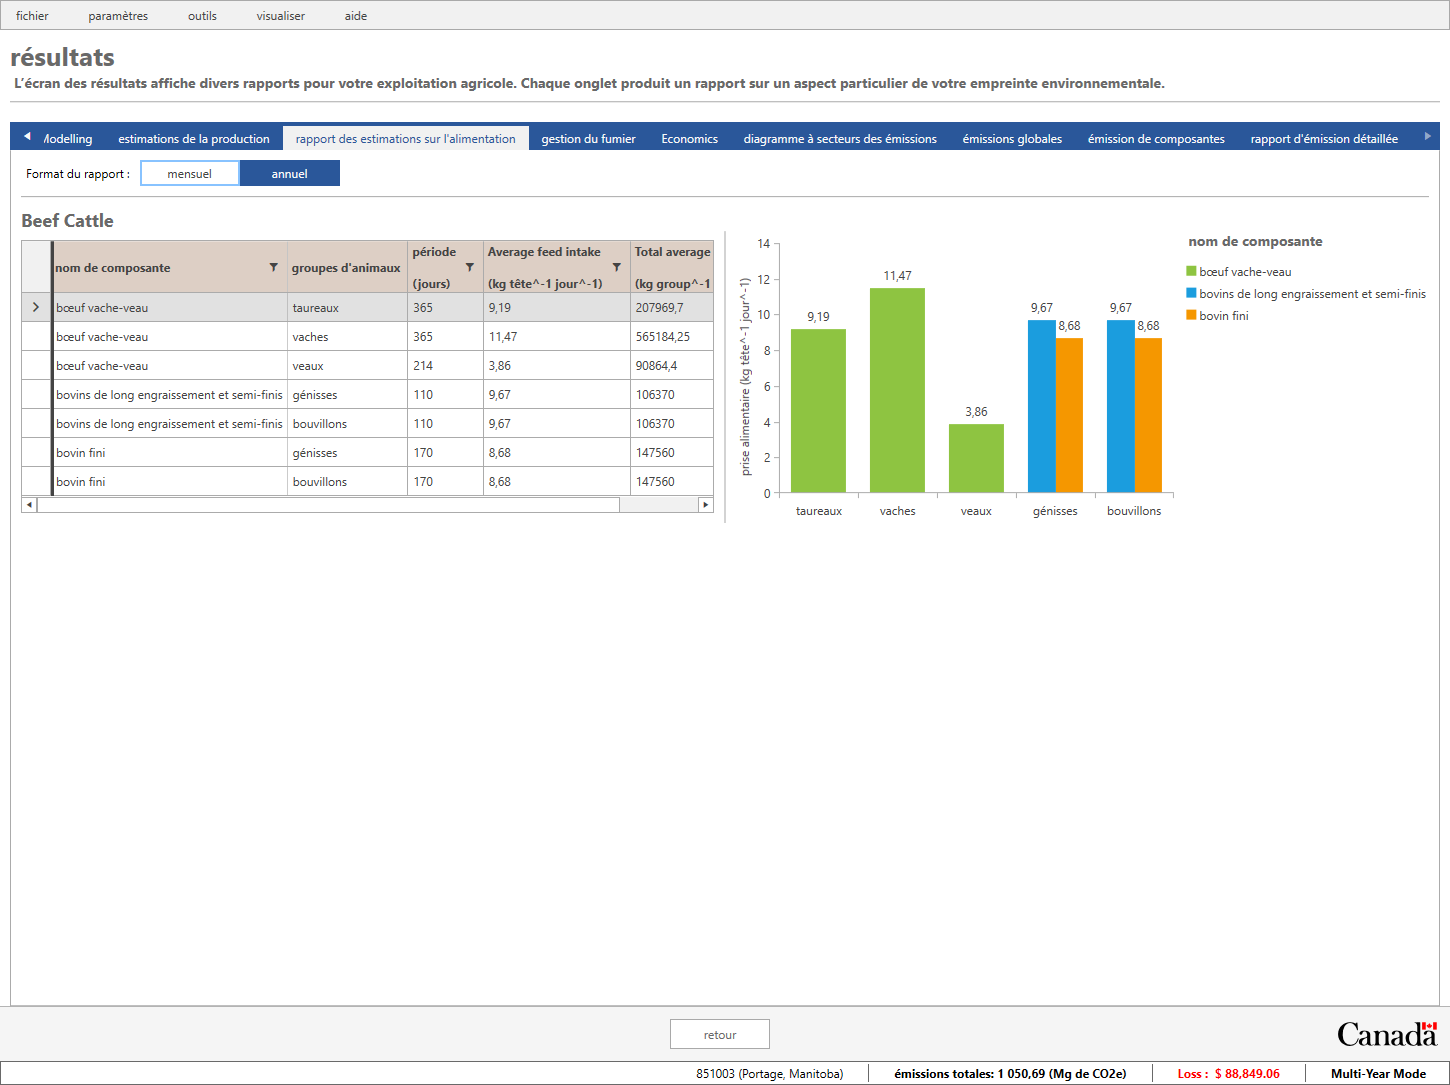 fichier paramètres outils visualiser aide
résultats
L'écran des résultats affiche divers rapports pour votre exploitation agricole. Chaque onglet produit un rapport sur un aspect particulier de votre empreinte environnementale.
estimations de la production rapport des estimations sur l'alimentation gestion du fumier Economics diagramme à secteurs des émissions émissions globales émission de composantes rapport d'émission détaillée
Format du rapport : mensuel annuel
Beef Cattle
nom de composante groupes d'animaux période (jours) Average feed intake (kg tête^-1 jour^-1) Total average (kg group^-1
bœuf vache-veau taureaux 365 9,19 207969,7
bœuf vache-veau vaches 365 11,47 565184,25
bœuf vache-veau veaux 214 3,86 90864,4
bovins de long engraissement et semi-finis génisses 110 9,67 106370
bovins de long engraissement et semi-finis bouvillons 110 9,67 106370
bovin fini génisses 170 8,68 147560
bovin fini bouvillons 170 8,68 147560
prise alimentaire (kg tête^-1 jour^-1)
14
12
10
8
6
4
2
0
9,19
11,47
3,86
9,67 8,68
9,67 8,68
taureaux vaches veaux génisses bouvillons
nom de composante
bœuf vache-veau
bovins de long engraissement et semi-finis
bovin fini
retour
Canada
851003 (Portage, Manitoba) émissions totales: 1 050,69 (Mg de CO2e) Loss : $ 88,849.06 Multi-Year Mode